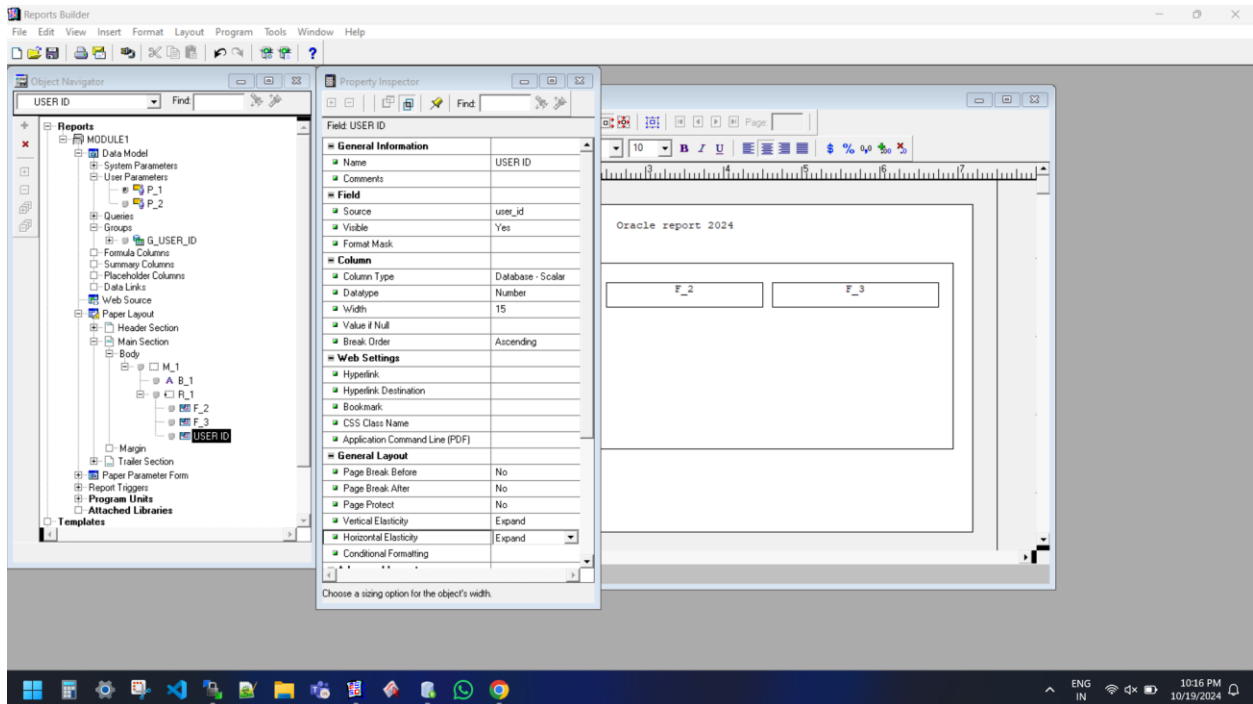 Reports Builder
File Edit View Insert Format Layout Program Tools Window Help
Object Navigator
USER ID Find:
Reports
MODULE1
Data Model
System Parameters
User Parameters
P_1
P_2
Queries
Groups
G_USER_ID
Formula Columns
Summary Columns
Placeholder Columns
Data Links
Web Source
Paper Layout
Header Section
Main Section
Body
M_1
A B_1
R_1
F_2
F_3
USER ID
Margin
Trailer Section
Paper Parameter Form
Report Triggers
Program Units
Attached Libraries
Templates
Property Inspector
Find:
Field: USER ID
General Information
Name USER ID
Comments
Field
Source user_id
Visible Yes
Format Mask
Column
Column Type Database - Scalar
Datatype Number
Width 15
Value if Null
Break Order Ascending
Web Settings
Hyperlink
Hyperlink Destination
Bookmark
CSS Class Name
Application Command Line (PDF)
General Layout
Page Break Before No
Page Break After No
Page Protect No
Vertical Elasticity Expand
Horizontal Elasticity Expand
Conditional Formatting
Choose a sizing option for the object's width.
Page:
10 B I U $ % 0,0
3 4 5 6 7
Oracle report 2024
F_2 F_3
ENG
IN
10:16 PM
10/19/2024